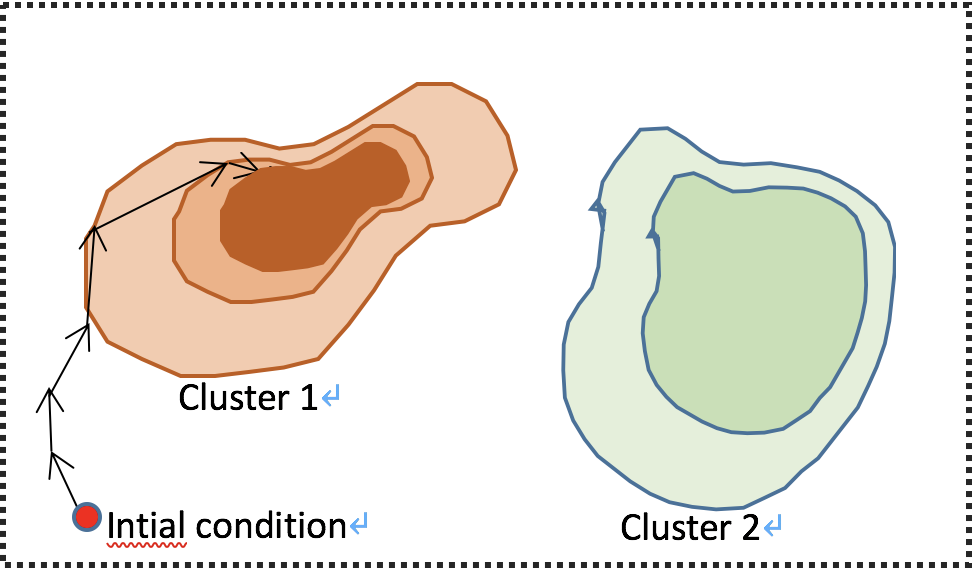 Cluster 1↵
Intial condition↵
Cluster 2↵